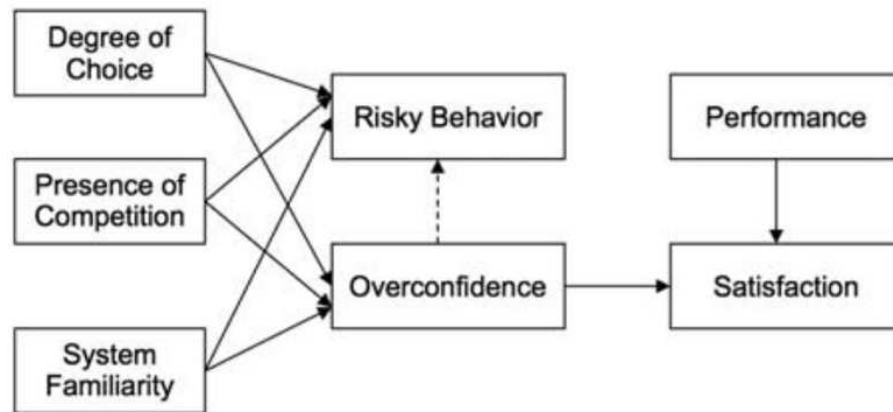 Degree of
Choice
Risky Behavior
Performance
Presence of
Competition
Overconfidence
Satisfaction
System
Familiarity